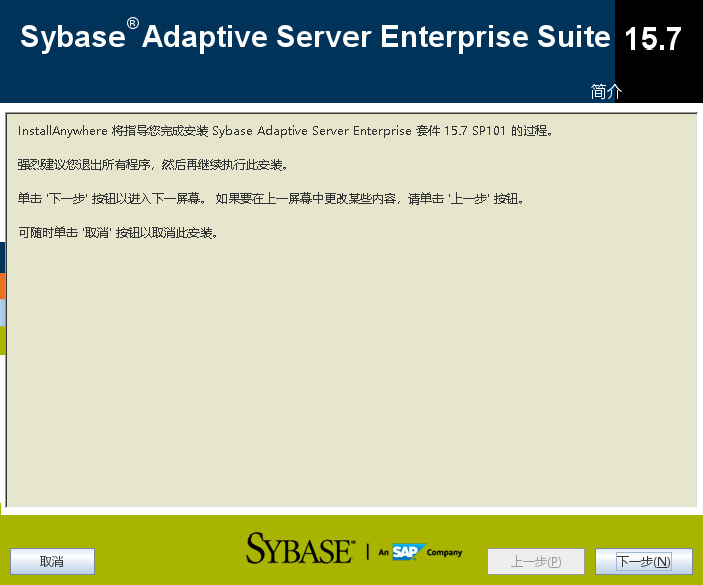 Sybase® Adaptive Server Enterprise Suite 15.7
简介
InstallAnywhere 将指导您完成安装 Sybase Adaptive Server Enterprise 套件 15.7 SP101 的过程。
强烈建议您退出所有程序，然后再继续执行此安装。
单击 '下一步' 按钮以进入下一屏幕。 如果要在上一屏幕中更改某些内容，请单击 '上一步' 按钮。
可随时单击 '取消' 按钮以取消此安装。
SYBASE | An SAP Company
取消 上一步(P) 下一步(N)